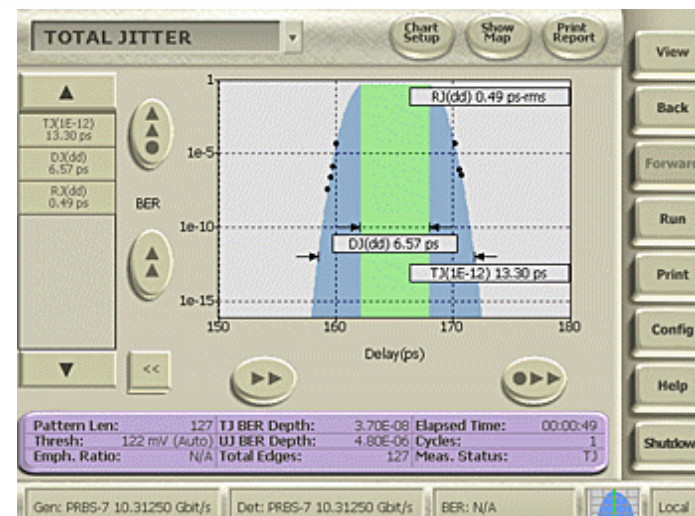 TOTAL JITTER
Chart Setup
Show Map
Print Report
View
Back
Forward
Run
Print
Config
Help
Shutdown
TJ(1E-12)
13.30 ps
DJ(dd)
6.57 ps
RJ(dd)
0.49 ps
BER
1
1e-5
1e-10
1e-15
RJ(dd) 0.49 ps-rms
DJ(dd) 6.57 ps
TJ(1E-12) 13.30 ps
150 160 170 180
Delay(ps)
<<
Pattern Len: 127 TJ BER Depth: 3.70E-08 Elapsed Time: 00:00:49
Thresh: 122 mV (Auto) UJ BER Depth: 4.80E-06 Cycles: 1
Emph. Ratio: N/A Total Edges: 127 Meas. Status: TJ
Gen: PRBS-7 10.31250 Gbit/s Det: PRBS-7 10.31250 Gbit/s BER: N/A Local